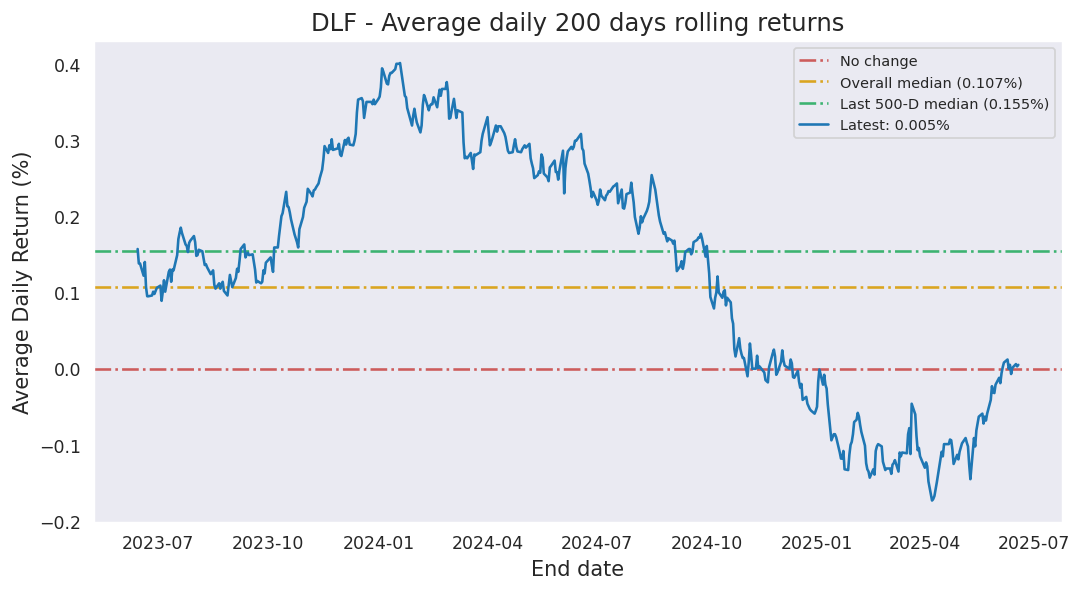 DLF - Average daily 200 days rolling returns
No change
Overall median (0.107%)
Last 500-D median (0.155%)
Latest: 0.005%
Average Daily Return (%)
0.4
0.3
0.2
0.1
0.0
−0.1
−0.2
2023-07 2023-10 2024-01 2024-04 2024-07 2024-10 2025-01 2025-04 2025-07
End date